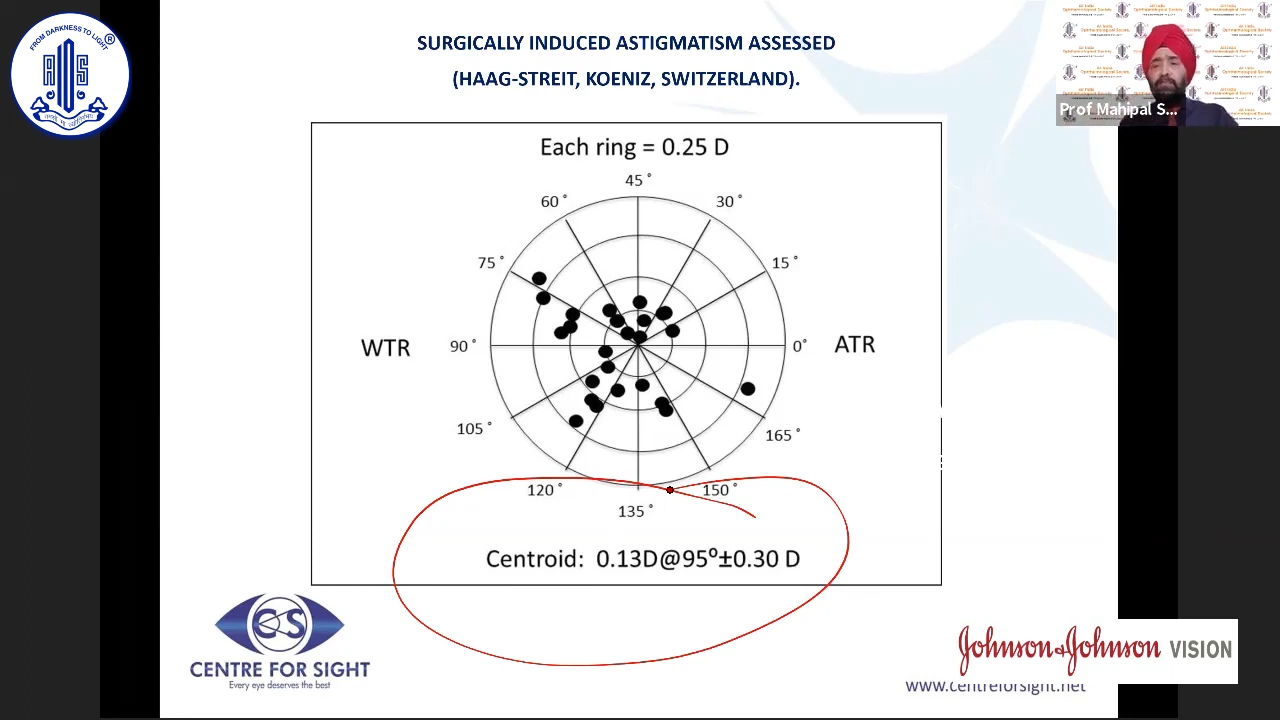 FROM DARKNESS TO LIGHT
®
AIOS
SURGICALLY INDUCED ASTIGMATISM ASSESSED
(HAAG-STREIT, KOENIZ, SWITZERLAND).
Prof Mahipal S...
Each ring = 0.25 D
45°
60°
30°
75°
15°
WTR
90°
0°
ATR
105°
165°
120°
150°
135°
Centroid: 0.13D@95°±0.30 D
CS
CENTRE FOR SIGHT
Every eye deserves the best
Johnson & Johnson VISION
www.centreforsight.net